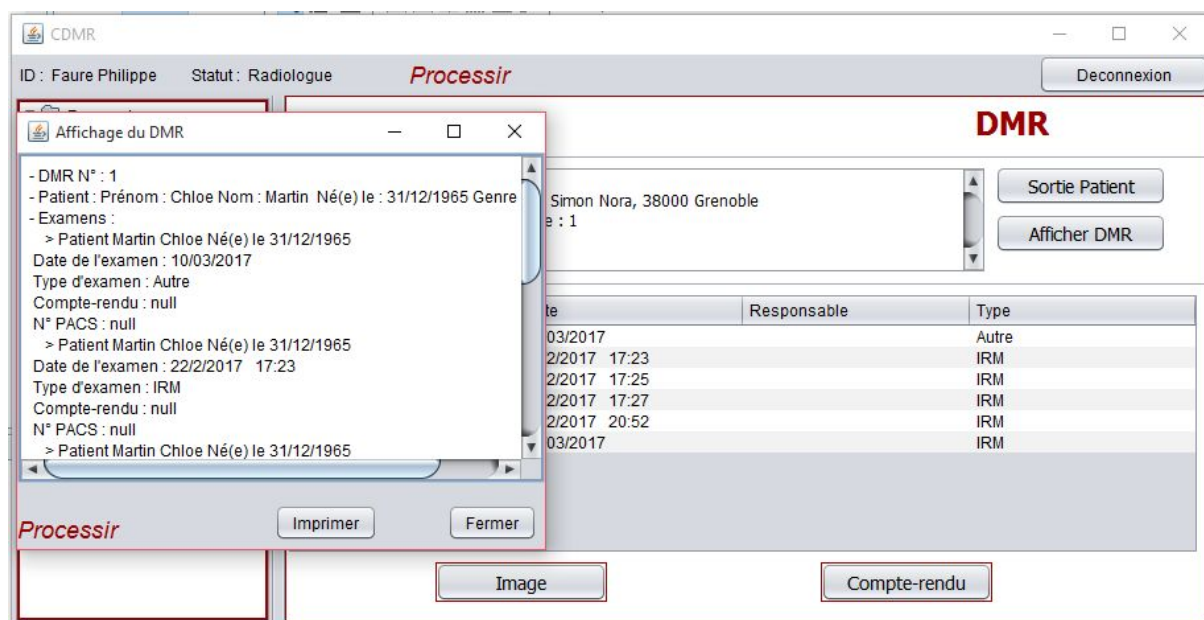 CDMR
ID : Faure Philippe Statut : Radiologue Processir Deconnexion
Affichage du DMR
- DMR N° : 1
- Patient : Prénom : Chloe Nom : Martin Né(e) le : 31/12/1965 Genre
- Examens :
> Patient Martin Chloe Né(e) le 31/12/1965
Date de l'examen : 10/03/2017
Type d'examen : Autre
Compte-rendu : null
N° PACS : null
> Patient Martin Chloe Né(e) le 31/12/1965
Date de l'examen : 22/2/2017 17:23
Type d'examen : IRM
Compte-rendu : null
N° PACS : null
> Patient Martin Chloe Né(e) le 31/12/1965
Processir Imprimer Fermer
DMR
Simon Nora, 38000 Grenoble
e : 1
Sortie Patient
Afficher DMR
te Responsable Type
03/2017 Autre
2/2017 17:23 IRM
2/2017 17:25 IRM
2/2017 17:27 IRM
2/2017 20:52 IRM
03/2017 IRM
Image Compte-rendu